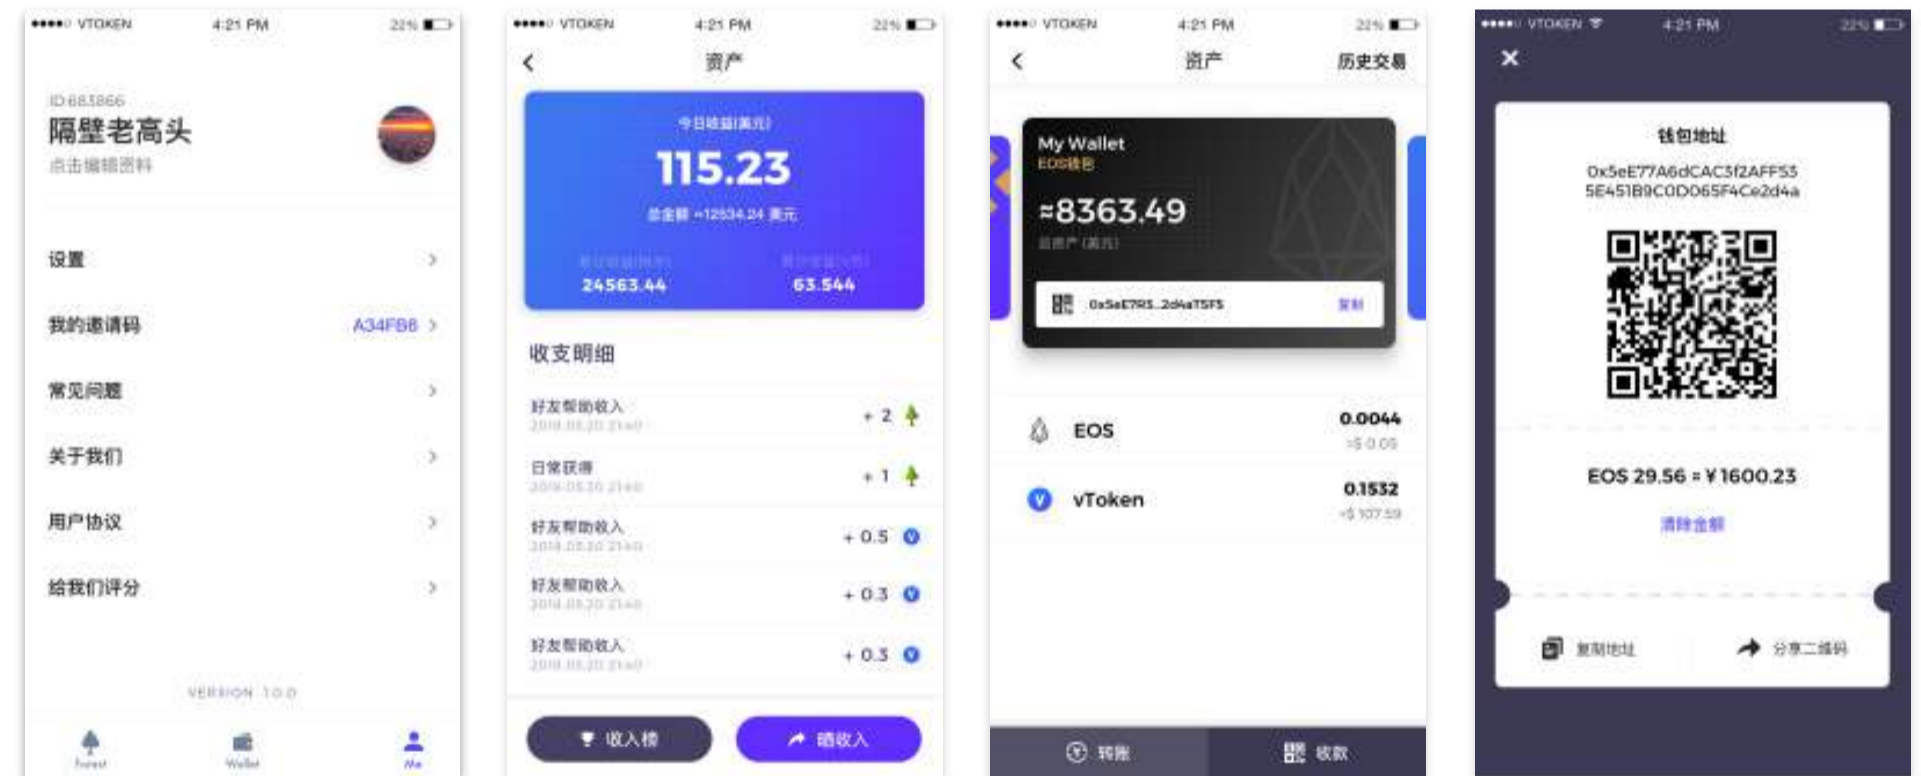 VTOKEN
4:21 PM
22%
ID:683866
隔壁老高头
点击编辑资料
设置
我的邀请码
A34FB6
常见问题
关于我们
用户协议
给我们评分
VERSION 1.0.0
Forest
Wallet
Me
VTOKEN
4:21 PM
22%
资产
今日收益(美元)
115.23
总金额 ≈12534.24 美元
24563.44
63.544
收支明细
好友帮助收入
+ 2
日常获得
+ 1
好友帮助收入
+ 0.5
好友帮助收入
+ 0.3
好友帮助收入
+ 0.3
收入榜
晒收入
VTOKEN
4:21 PM
22%
资产
历史交易
My Wallet
EOS钱包
≈8363.49
总资产 (美元)
0x5eE7R3...2d4aT5F5
复制
EOS
0.0044
≈$ 0.05
vToken
0.1532
≈$ 107.59
转账
收款
VTOKEN
4:21 PM
22%
钱包地址
0x5eE77A6dCAC3f2AFF53
5E451B9C0D065F4Ce2d4a
EOS 29.56 ≈ ¥ 1600.23
清除金额
复制地址
分享二维码